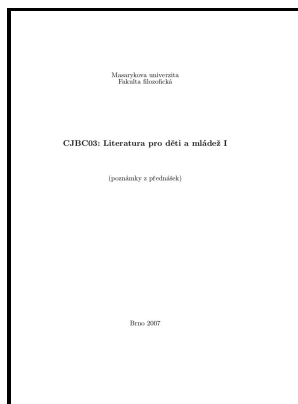 Masarykova univerzita
Fakulta filozofická
CJBC03: Literatura pro děti a mládež I
(poznámky z přednášek)
Brno 2007